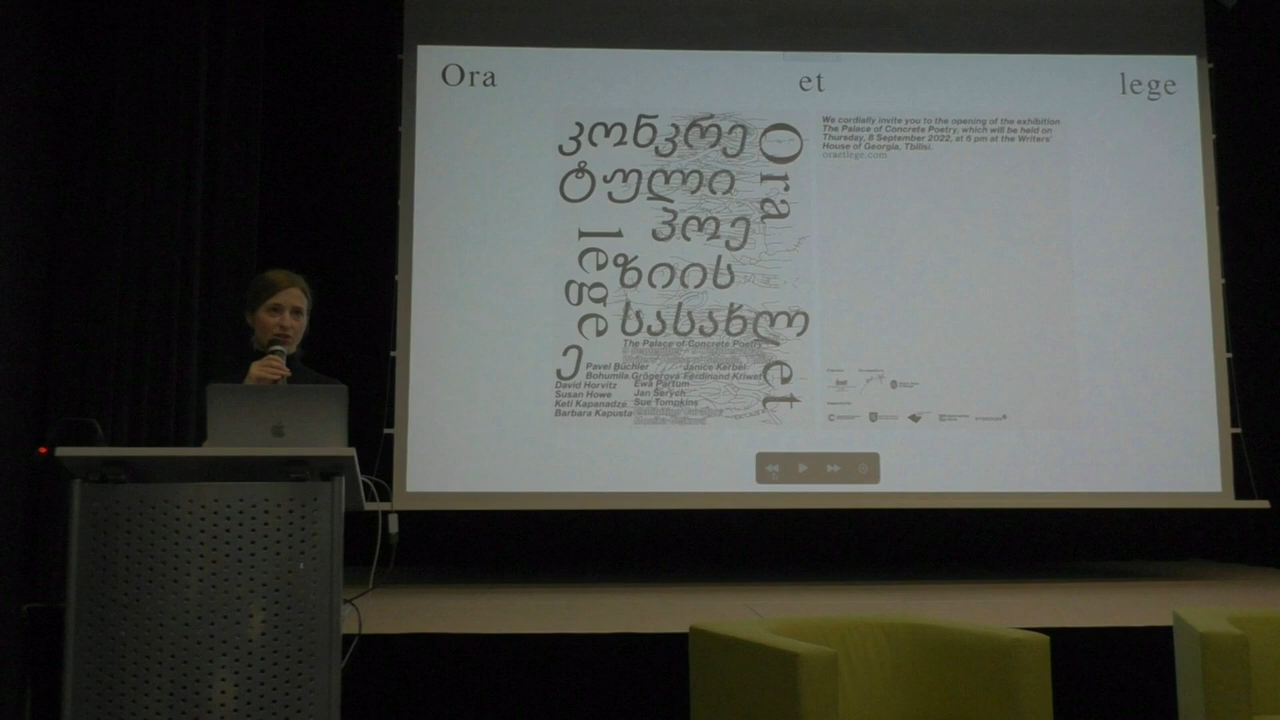 Ora et lege
კონკრე
ტული
პოე
ზიის
სასახლ
ე
Ora
et
lege
The Palace of Concrete Poetry
Pavel Büchler
Janice Kerbel
Bohumila Grögerová
Ferdinand Kriwet
David Horvitz
Ewa Partum
Susan Howe
Jan Šerých
Keti Kapanadze
Sue Tompkins
Barbara Kapusta
We cordially invite you to the opening of the exhibition
The Palace of Concrete Poetry, which will be held on
Thursday, 8 September 2022, at 6 pm at the Writers'
House of Georgia, Tbilisi.
oraetlege.com